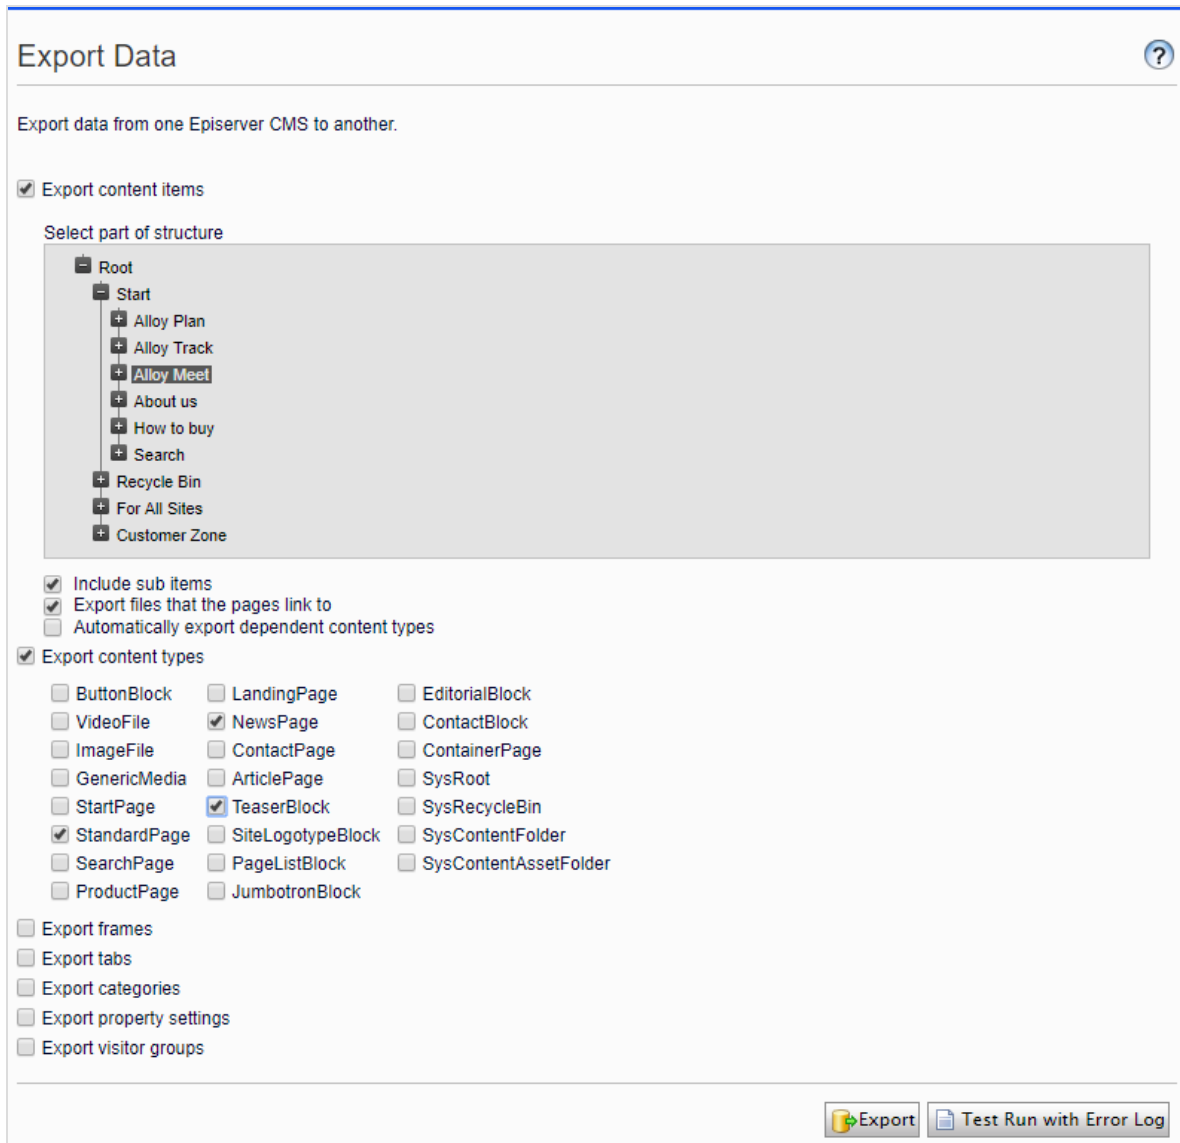 Export Data
Export data from one Episerver CMS to another.
Export content items
Select part of structure
Root
Start
Alloy Plan
Alloy Track
Alloy Meet
About us
How to buy
Search
Recycle Bin
For All Sites
Customer Zone
Include sub items
Export files that the pages link to
Automatically export dependent content types
Export content types
ButtonBlock LandingPage EditorialBlock
VideoFile NewsPage ContactBlock
ImageFile ContactPage ContainerPage
GenericMedia ArticlePage SysRoot
StartPage TeaserBlock SysRecycleBin
StandardPage SiteLogotypeBlock SysContentFolder
SearchPage PageListBlock SysContentAssetFolder
ProductPage JumbotronBlock
Export frames
Export tabs
Export categories
Export property settings
Export visitor groups
Export Test Run with Error Log